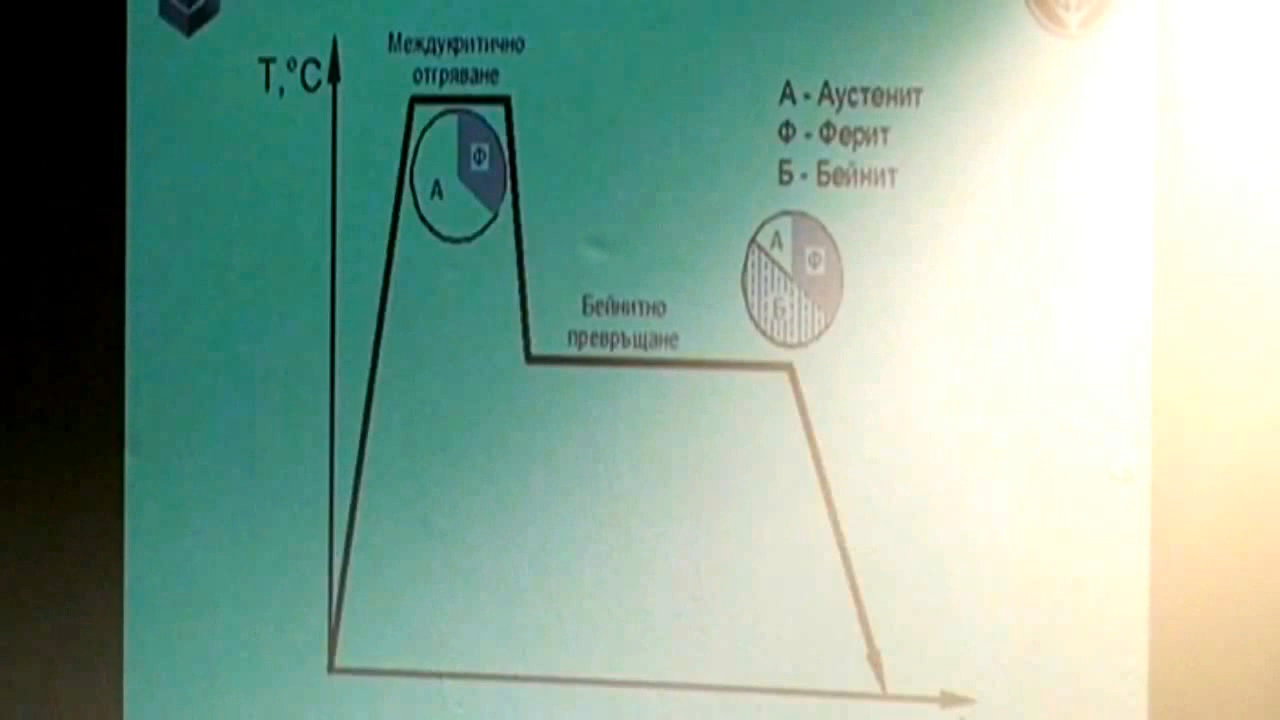 Междукритично
отгряване
T,°C
А - Аустенит
Ф - Ферит
Б - Бейнит
Ф
А
А
Ф
Б
Бейнитно
превръщане